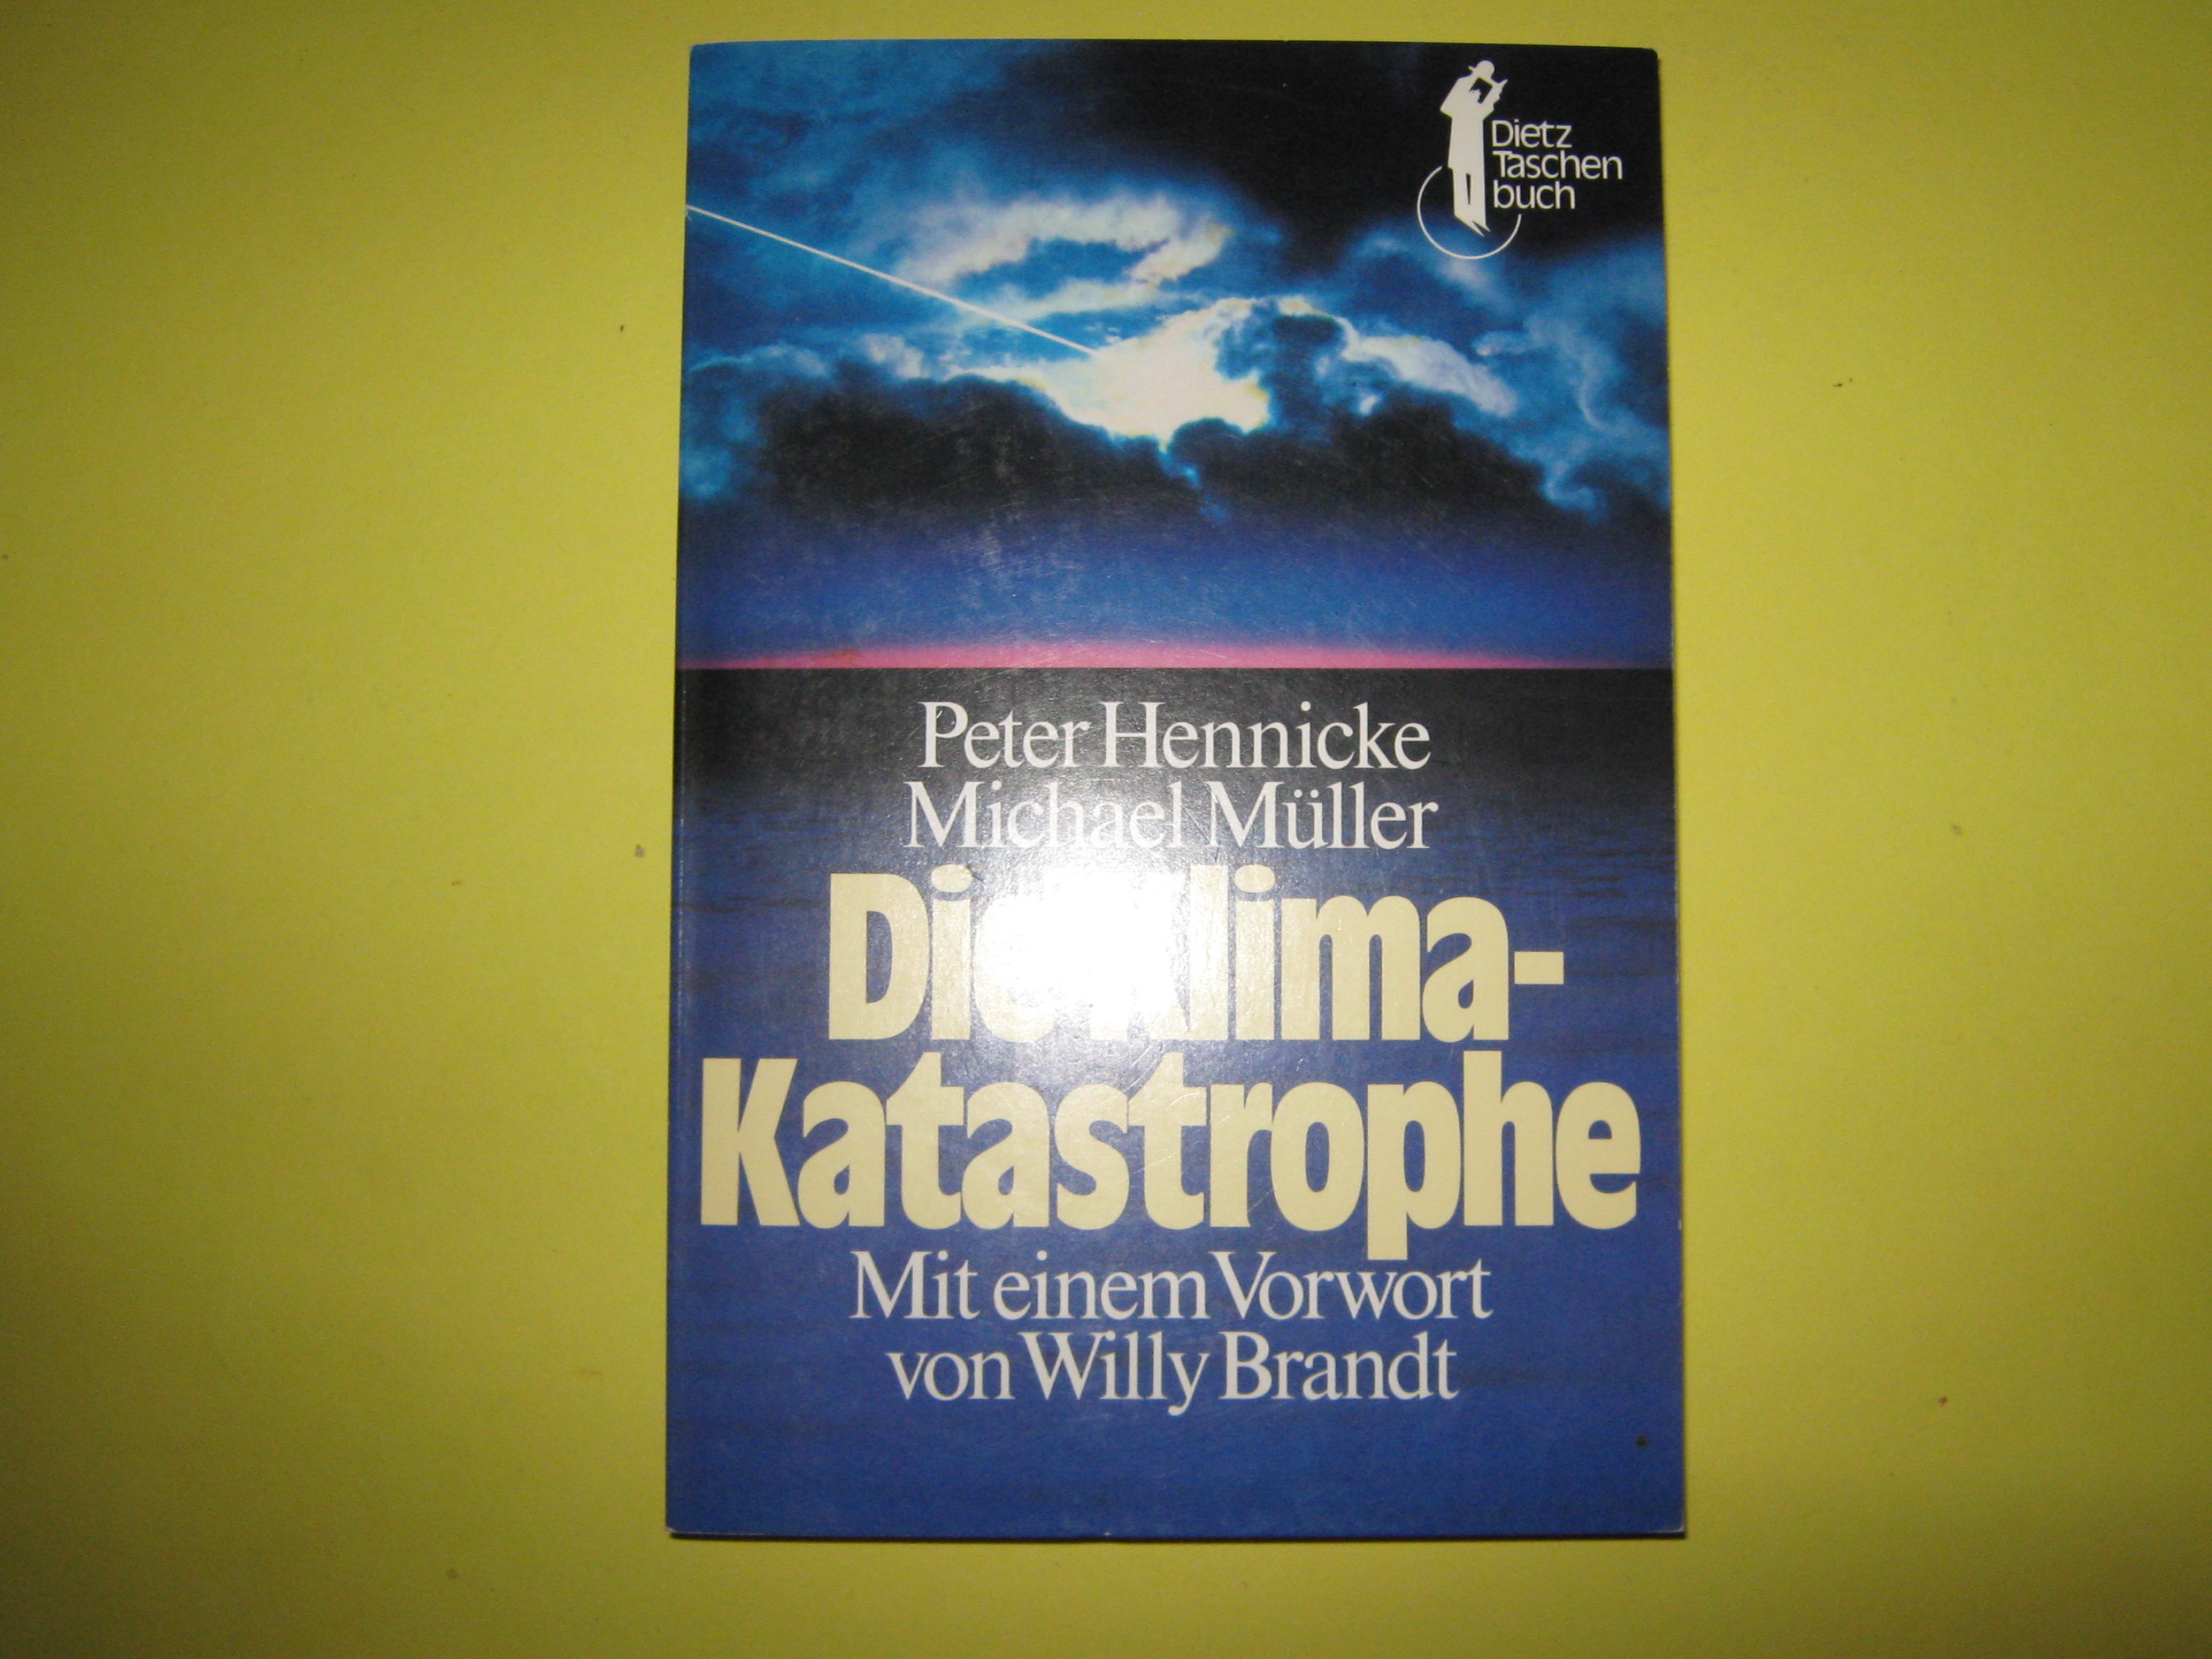 Dietz
Taschen
buch
Peter Hennicke
Michael Müller
Die Klima-
Katastrophe
Mit einem Vorwort
von Willy Brandt